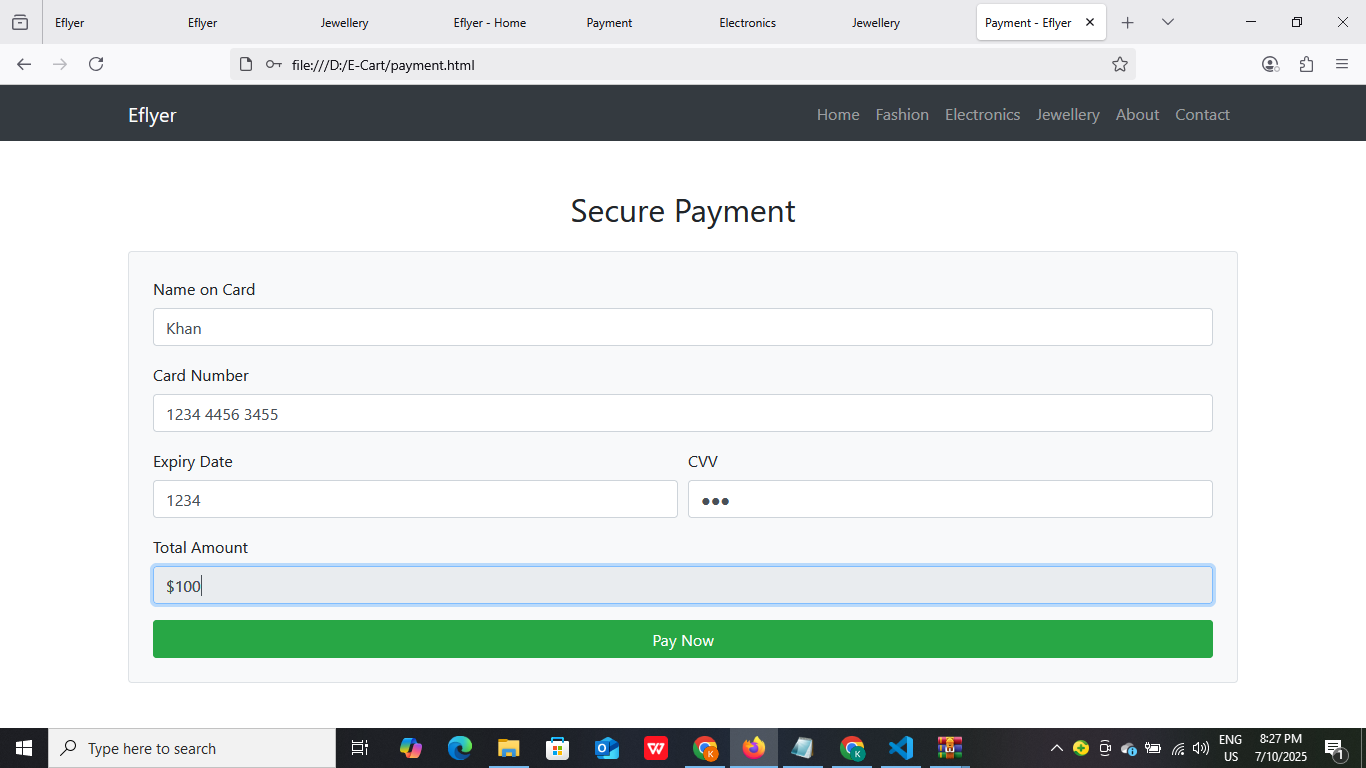 Eflyer Eflyer Jewellery Eflyer - Home Payment Electronics Jewellery Payment - Eflyer
file:///D:/E-Cart/payment.html
Eflyer Home Fashion Electronics Jewellery About Contact
Secure Payment
Name on Card
Khan
Card Number
1234 4456 3455
Expiry Date CVV
1234 •••
Total Amount
$100
Pay Now
Type here to search
ENG 8:27 PM
US 7/10/2025
1